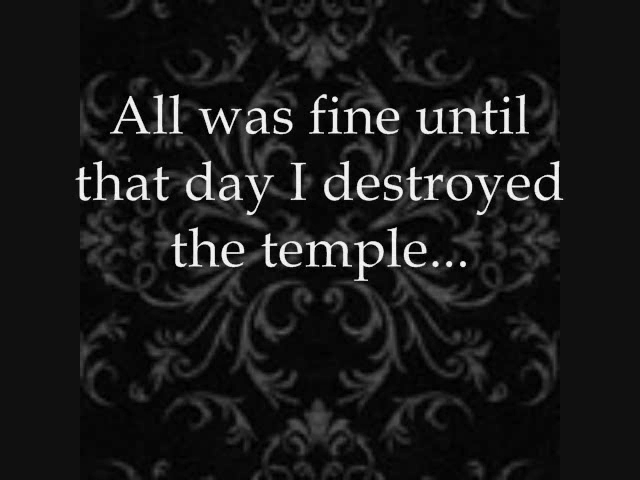 All was fine until
that day I destroyed
the temple...